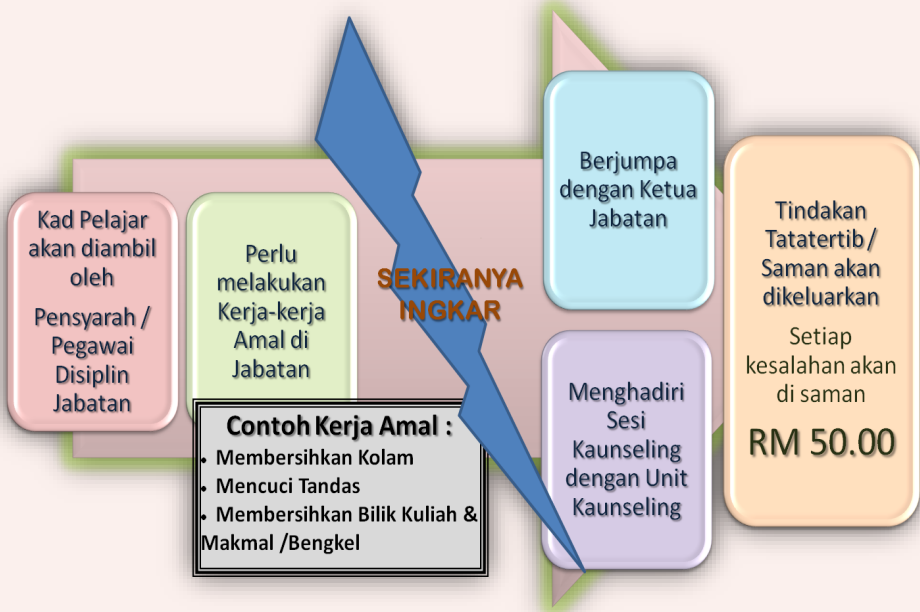 Kad Pelajar
akan diambil
oleh
Pensyarah /
Pegawai
Disiplin
Jabatan
Perlu
melakukan
Kerja-kerja
Amal di
Jabatan
Contoh Kerja Amal :
• Membersihkan Kolam
• Mencuci Tandas
• Membersihkan Bilik Kuliah &
Makmal /Bengkel
SEKIRANYA
INGKAR
Berjumpa
dengan Ketua
Jabatan
Menghadiri
Sesi
Kaunseling
dengan Unit
Kaunseling
Tindakan
Tatatertib /
Saman akan
dikeluarkan
Setiap
kesalahan akan
di saman
RM 50.00